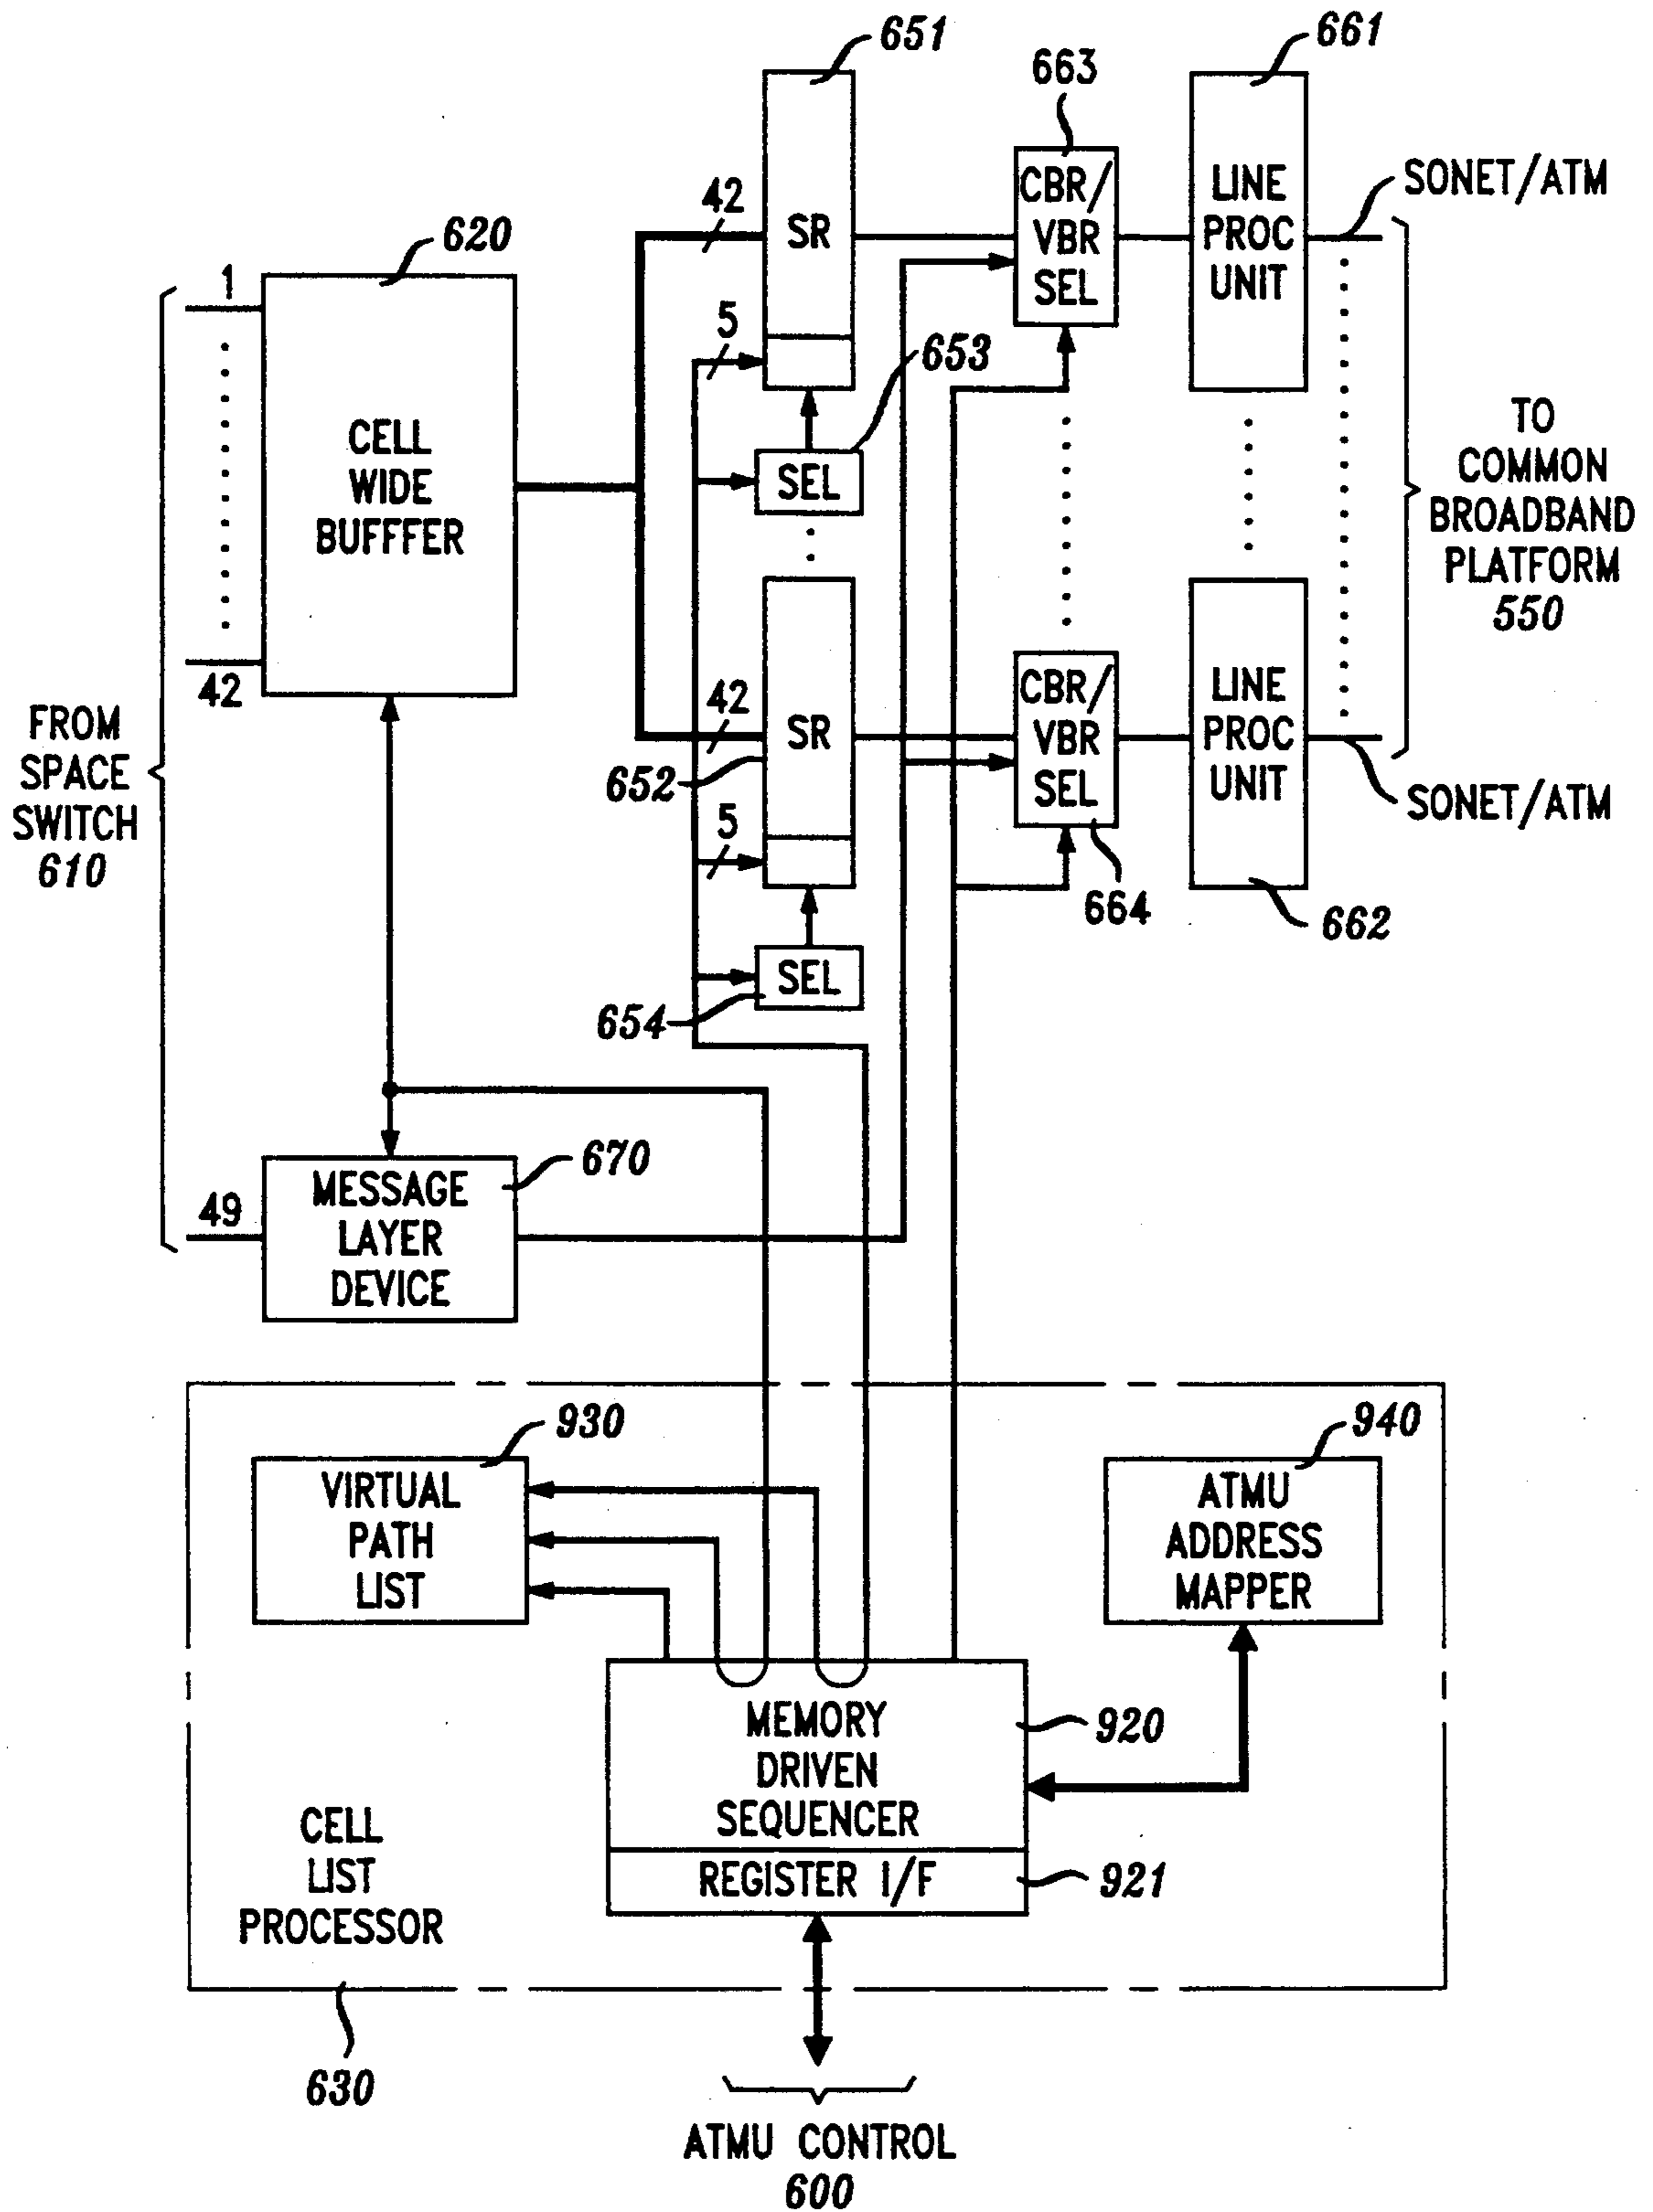 651
661
663
42
SR
CBR/
VBR
SEL
LINE
PROC
UNIT
SONET/ATM
620
1
CELL
WIDE
BUFFFER
42
5
653
SEL
TO
COMMON
BROADBAND
PLATFORM
550
FROM
SPACE
SWITCH
610
42
SR
652
5
CBR/
VBR
SEL
664
LINE
PROC
UNIT
662
SONET/ATM
SEL
654
49
MESSAGE
LAYER
DEVICE
670
930
VIRTUAL
PATH
LIST
940
ATMU
ADDRESS
MAPPER
MEMORY
DRIVEN
SEQUENCER
920
REGISTER I/F
921
CELL
LIST
PROCESSOR
630
ATMU CONTROL
600